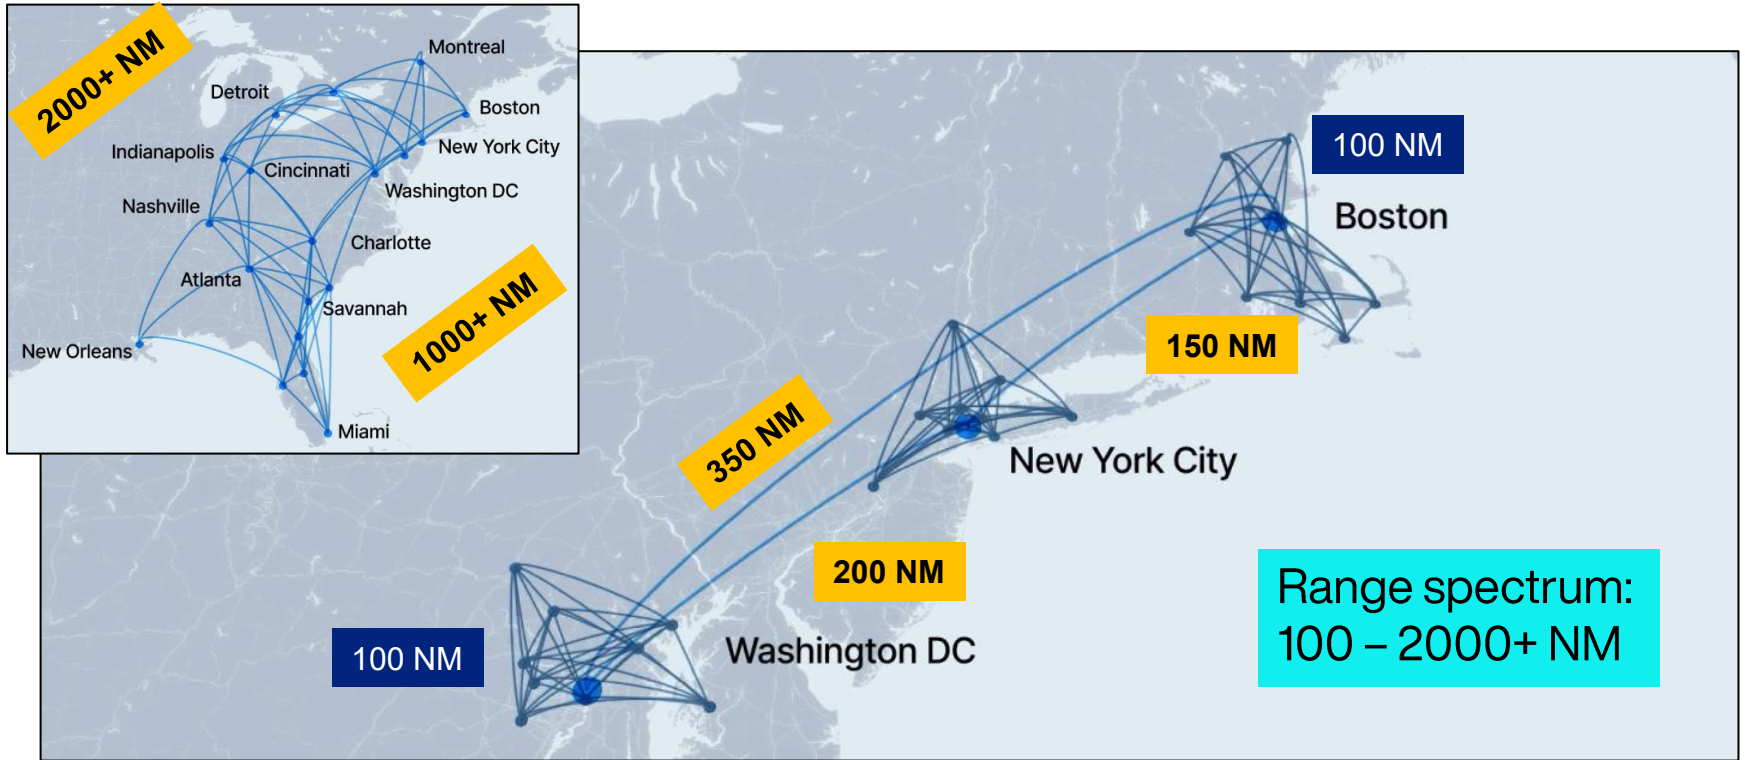 2000+ NM
Montreal
Detroit
Boston
New York City
Indianapolis
Cincinnati
Washington DC
Nashville
Charlotte
Atlanta
Savannah
1000+ NM
New Orleans
Miami
100 NM
Boston
150 NM
350 NM
New York City
200 NM
100 NM
Washington DC
Range spectrum:
100 – 2000+ NM